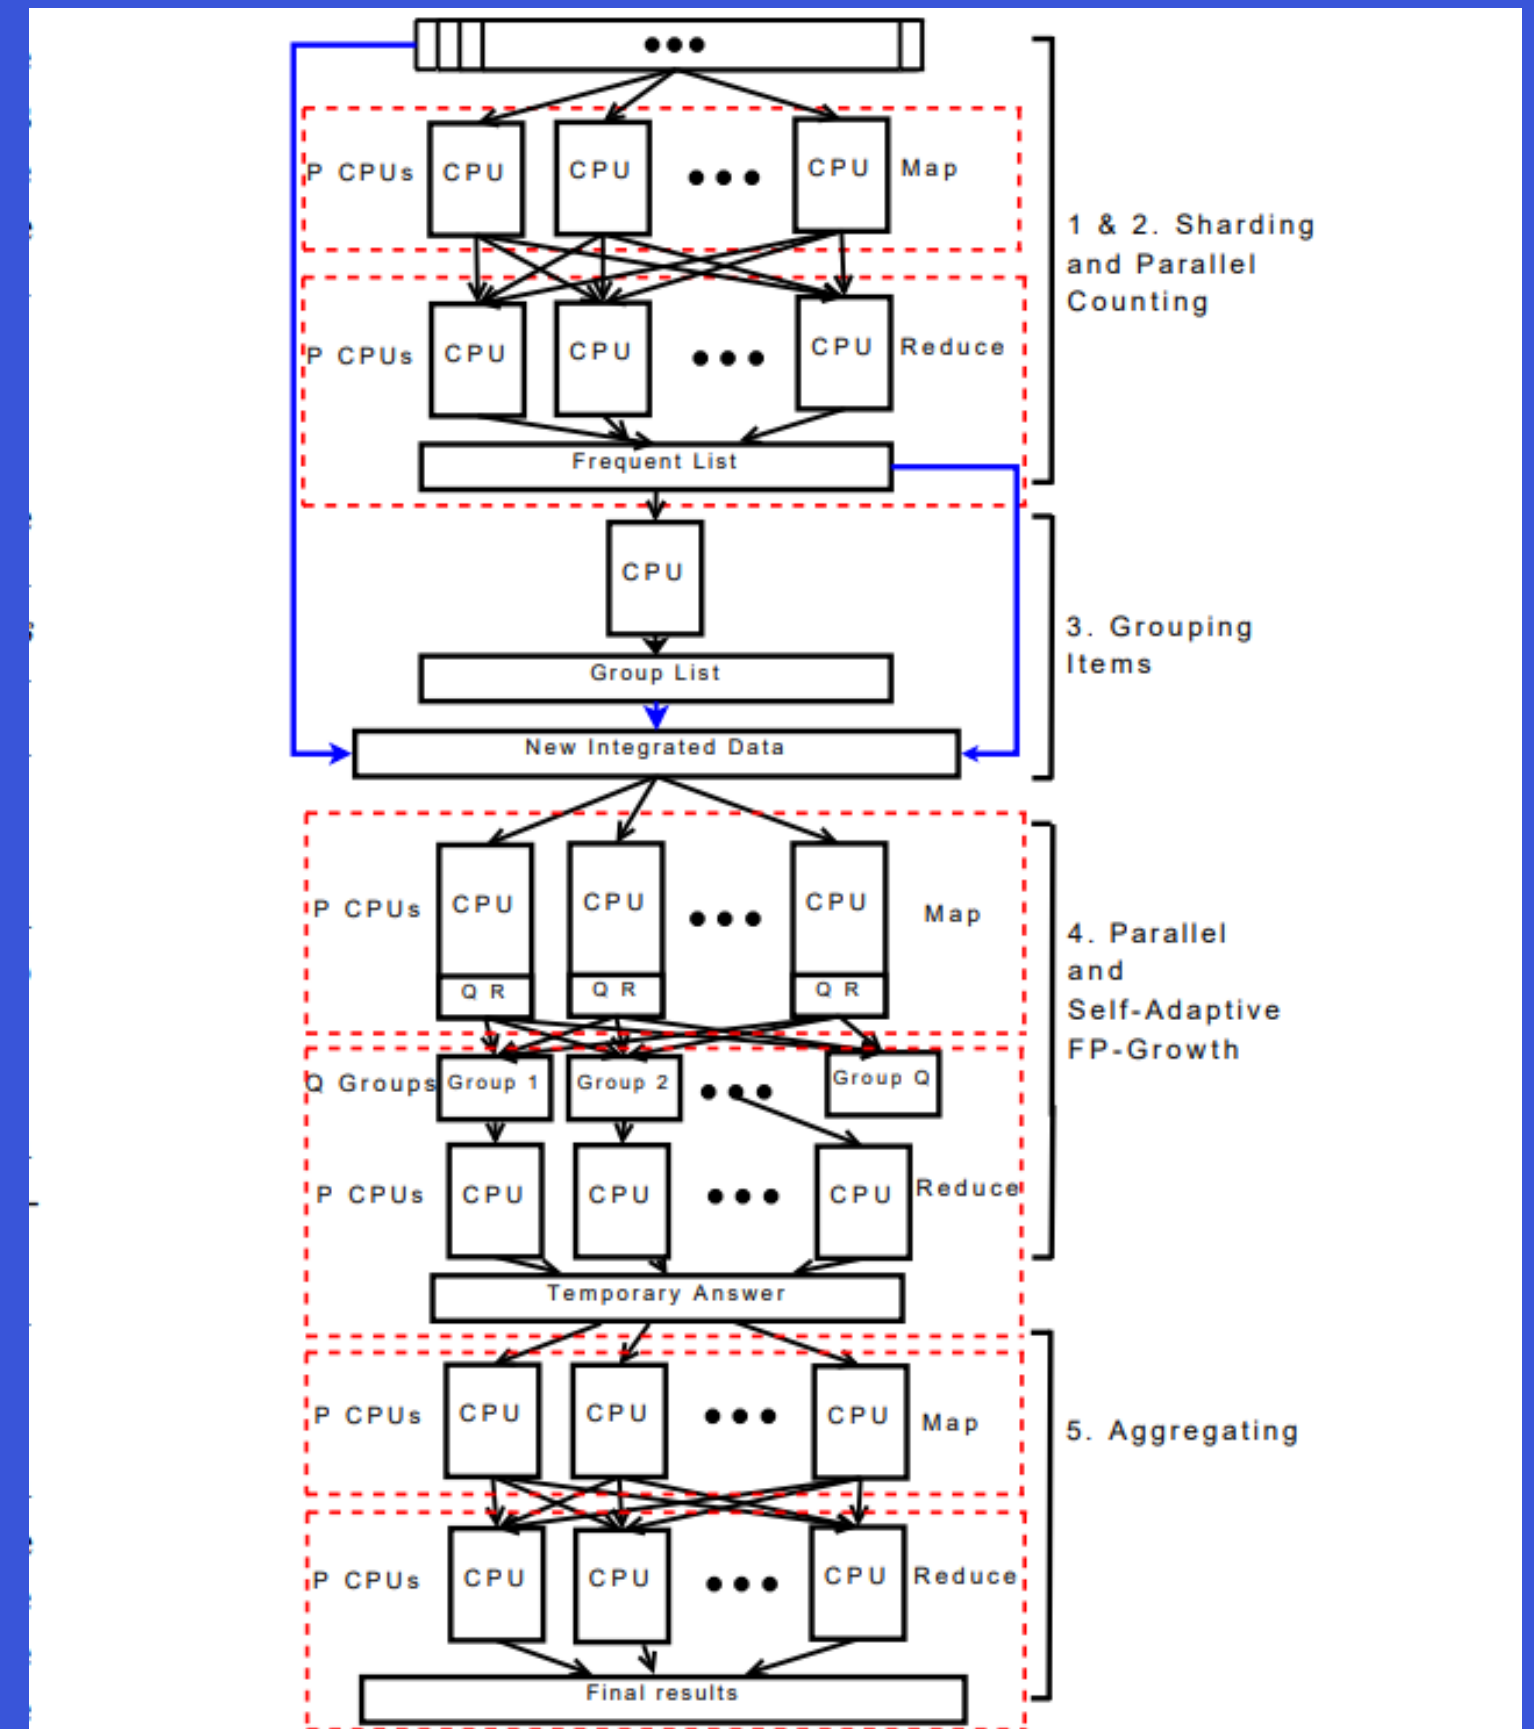 P CPUs
CPU
CPU
CPU
Map
1 & 2. Sharding
and Parallel
Counting
P CPUs
CPU
CPU
CPU
Reduce
Frequent List
CPU
3. Grouping
Items
Group List
New Integrated Data
P CPUs
CPU
CPU
CPU
Map
4. Parallel
and
Self-Adaptive
FP-Growth
Q R
Q R
Q R
Q Groups
Group 1
Group 2
Group Q
P CPUs
CPU
CPU
CPU
Reduce
Temporary Answer
P CPUs
CPU
CPU
CPU
Map
5. Aggregating
P CPUs
CPU
CPU
CPU
Reduce
Final results